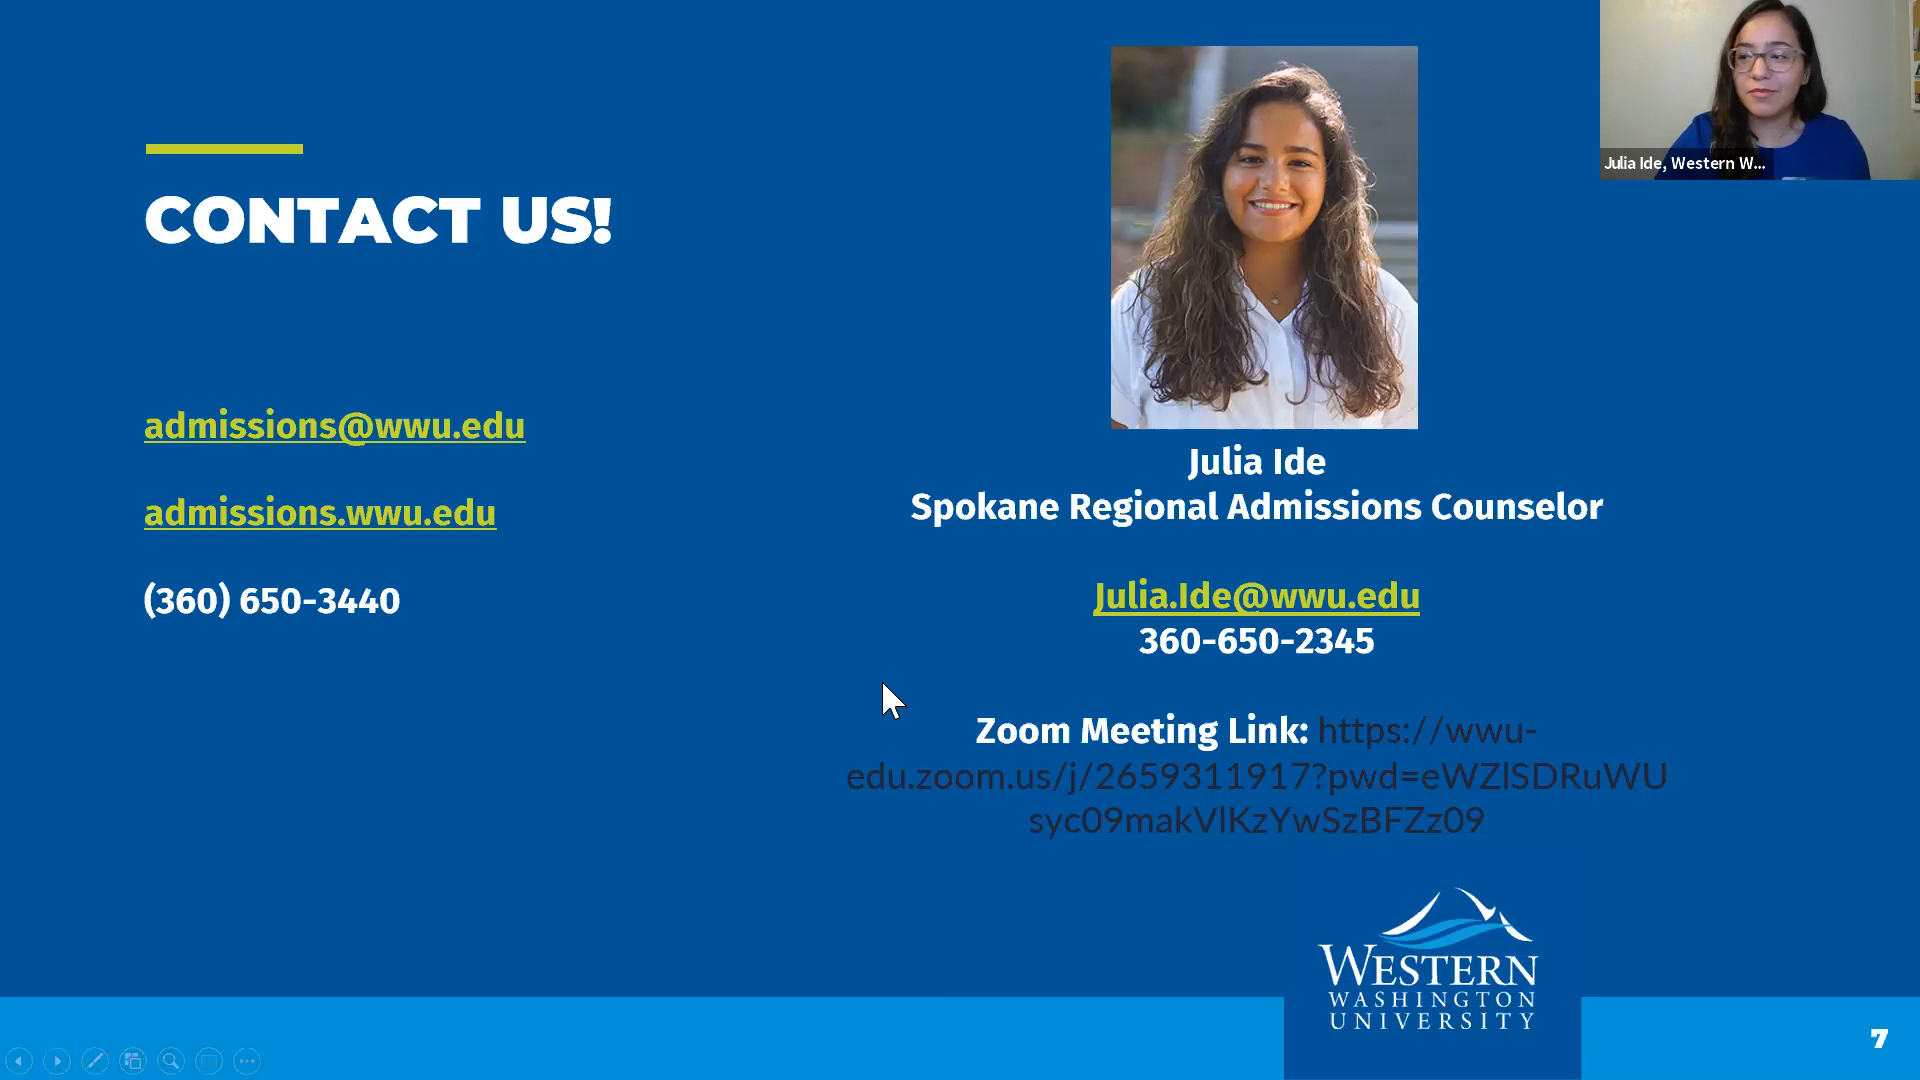 CONTACT US!
admissions@wwu.edu
admissions.wwu.edu
(360) 650-3440
Julia Ide
Spokane Regional Admissions Counselor
Julia.Ide@wwu.edu
360-650-2345
Zoom Meeting Link: https://wwu-
edu.zoom.us/j/2659311917?pwd=eWZlSDRuWU
syc09makVlKzYwSzBFZz09
Julia Ide, Western W...
WESTERN
WASHINGTON
UNIVERSITY
7